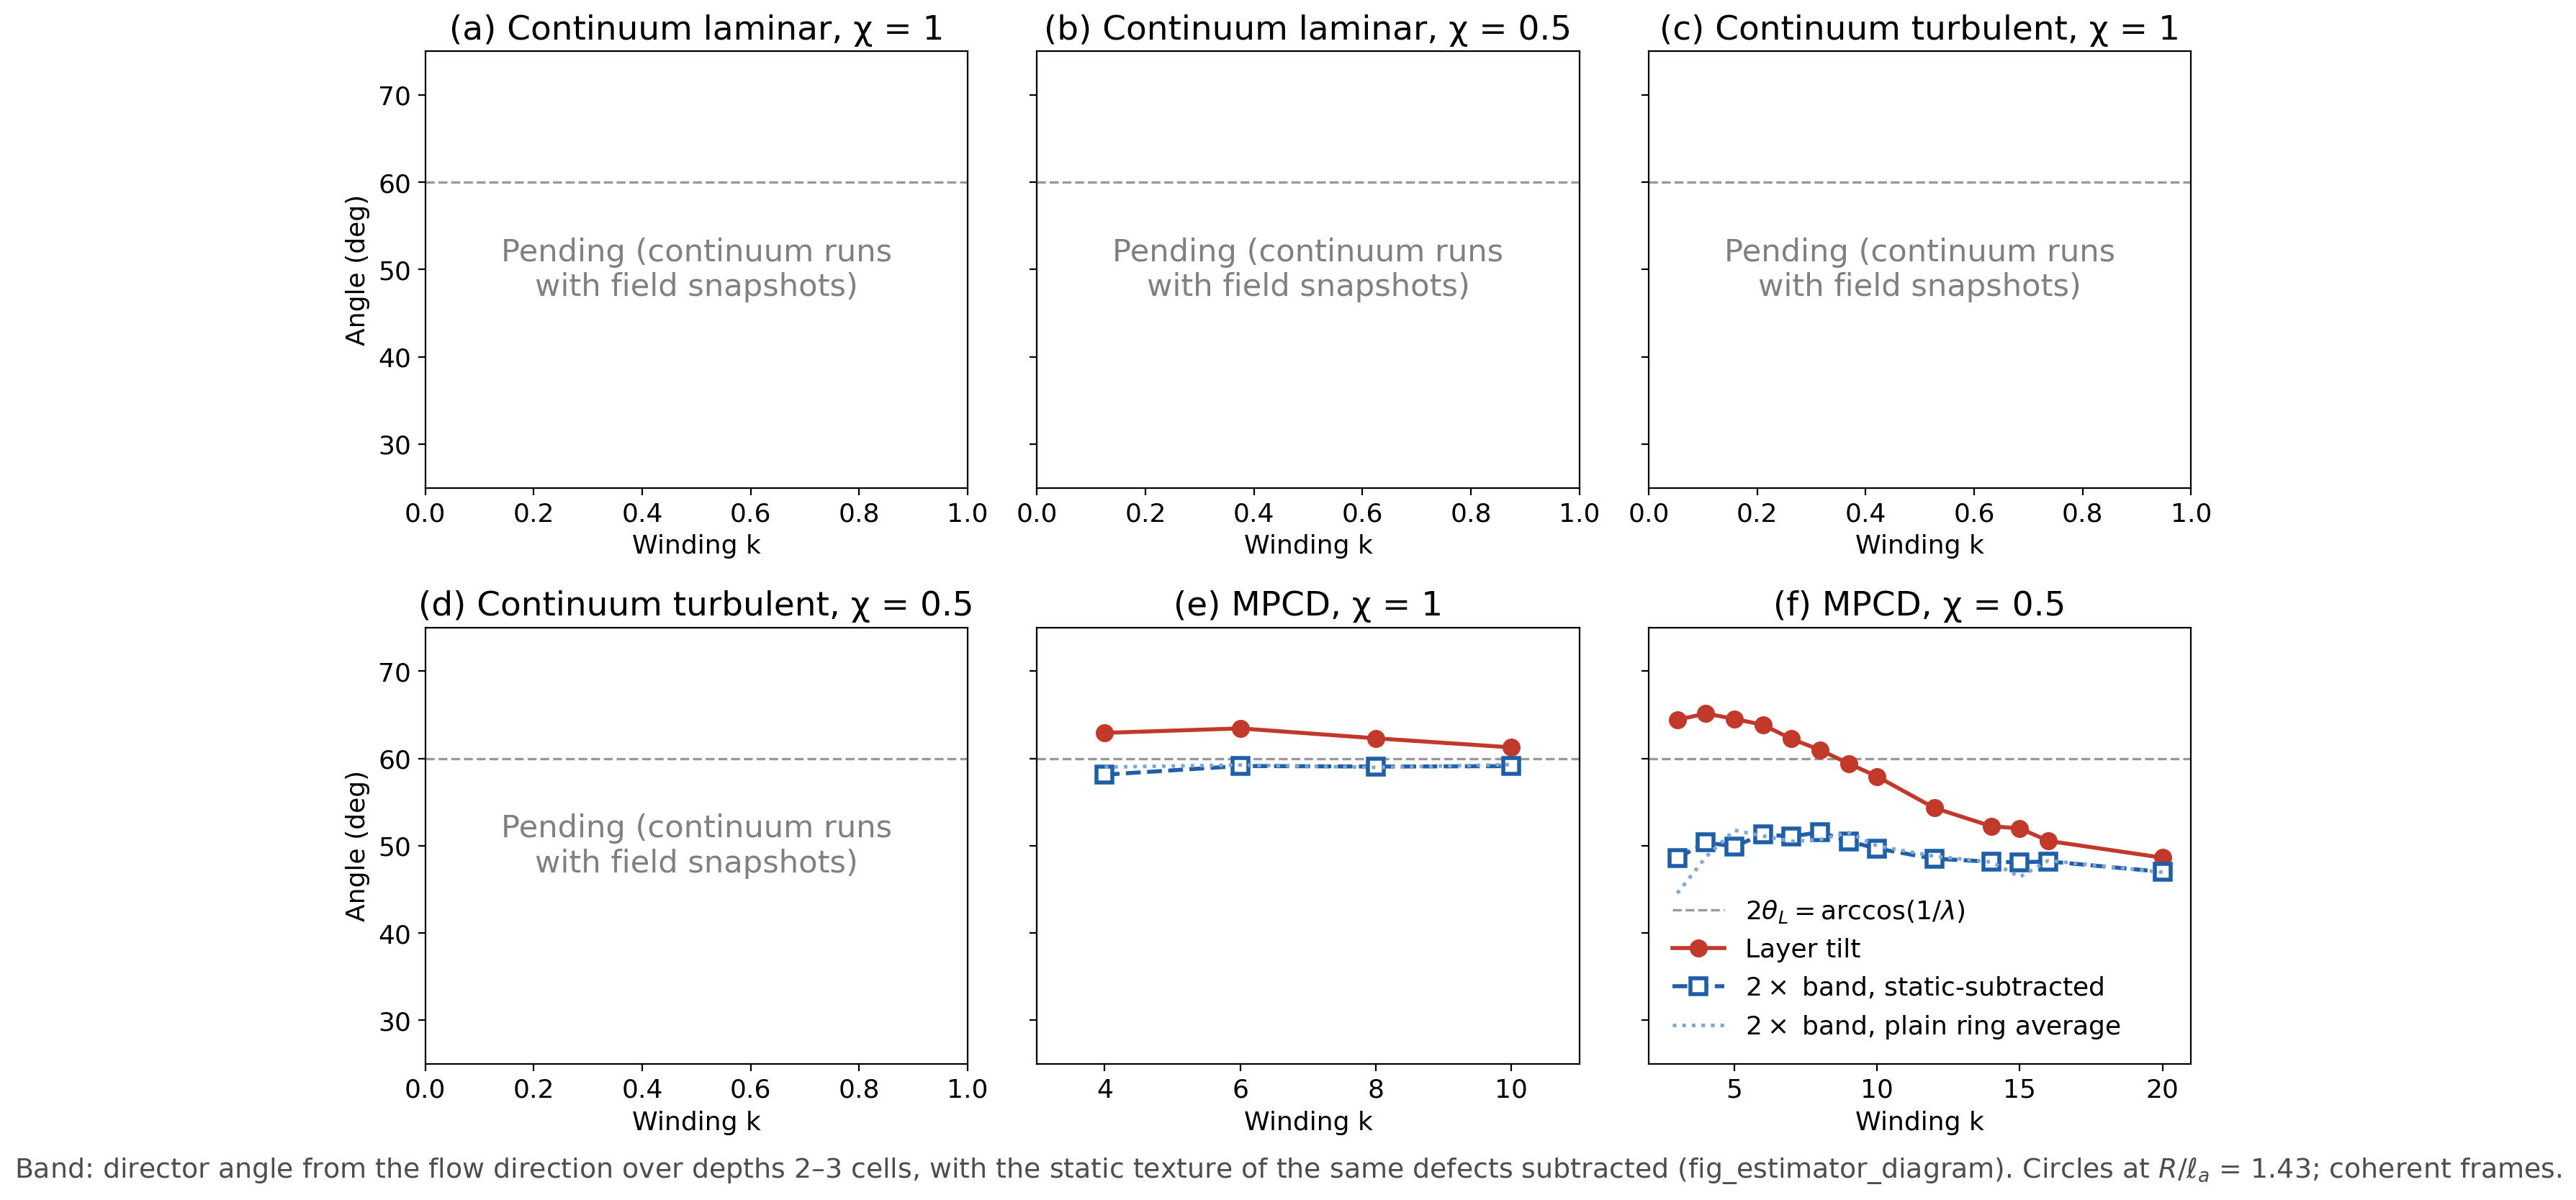 (a) Continuum laminar, χ = 1
(b) Continuum laminar, χ = 0.5
(c) Continuum turbulent, χ = 1
Angle (deg)
70
60
50
40
30
Pending (continuum runs
with field snapshots)
Pending (continuum runs
with field snapshots)
Pending (continuum runs
with field snapshots)
0.0 0.2 0.4 0.6 0.8 1.0
0.0 0.2 0.4 0.6 0.8 1.0
0.0 0.2 0.4 0.6 0.8 1.0
Winding k
Winding k
Winding k
(d) Continuum turbulent, χ = 0.5
(e) MPCD, χ = 1
(f) MPCD, χ = 0.5
Angle (deg)
70
60
50
40
30
Pending (continuum runs
with field snapshots)
2θ_L = arccos(1/λ)
Layer tilt
2× band, static-subtracted
2× band, plain ring average
0.0 0.2 0.4 0.6 0.8 1.0
4 6 8 10
5 10 15 20
Winding k
Winding k
Winding k
Band: director angle from the flow direction over depths 2–3 cells, with the static texture of the same defects subtracted (fig_estimator_diagram). Circles at R/ℓ_a = 1.43; coherent frames.